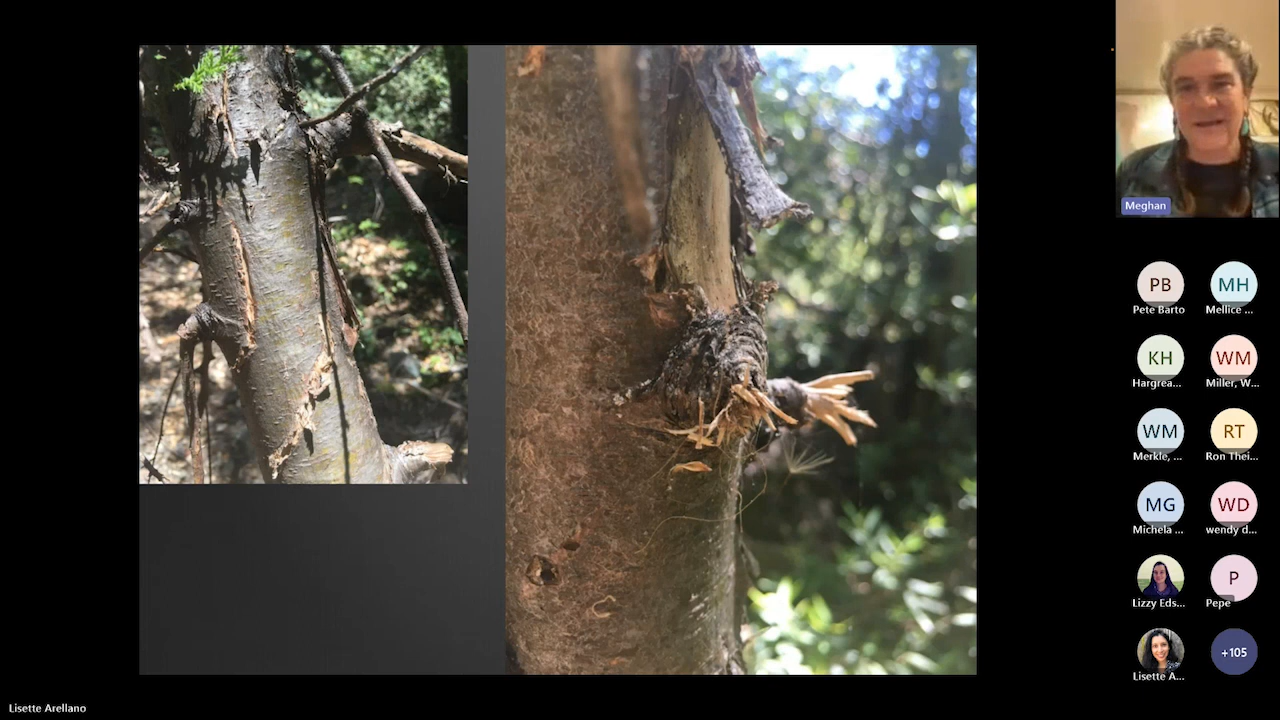 Meghan
PB
MH
Pete Barto
Mellice ...
KH
WM
Hargrea...
Miller, W...
WM
RT
Merkle, ...
Ron Thei...
MG
WD
Michela ...
wendy d...
P
Lizzy Eds...
Pepe
+105
Lisette A...
Lisette Arellano